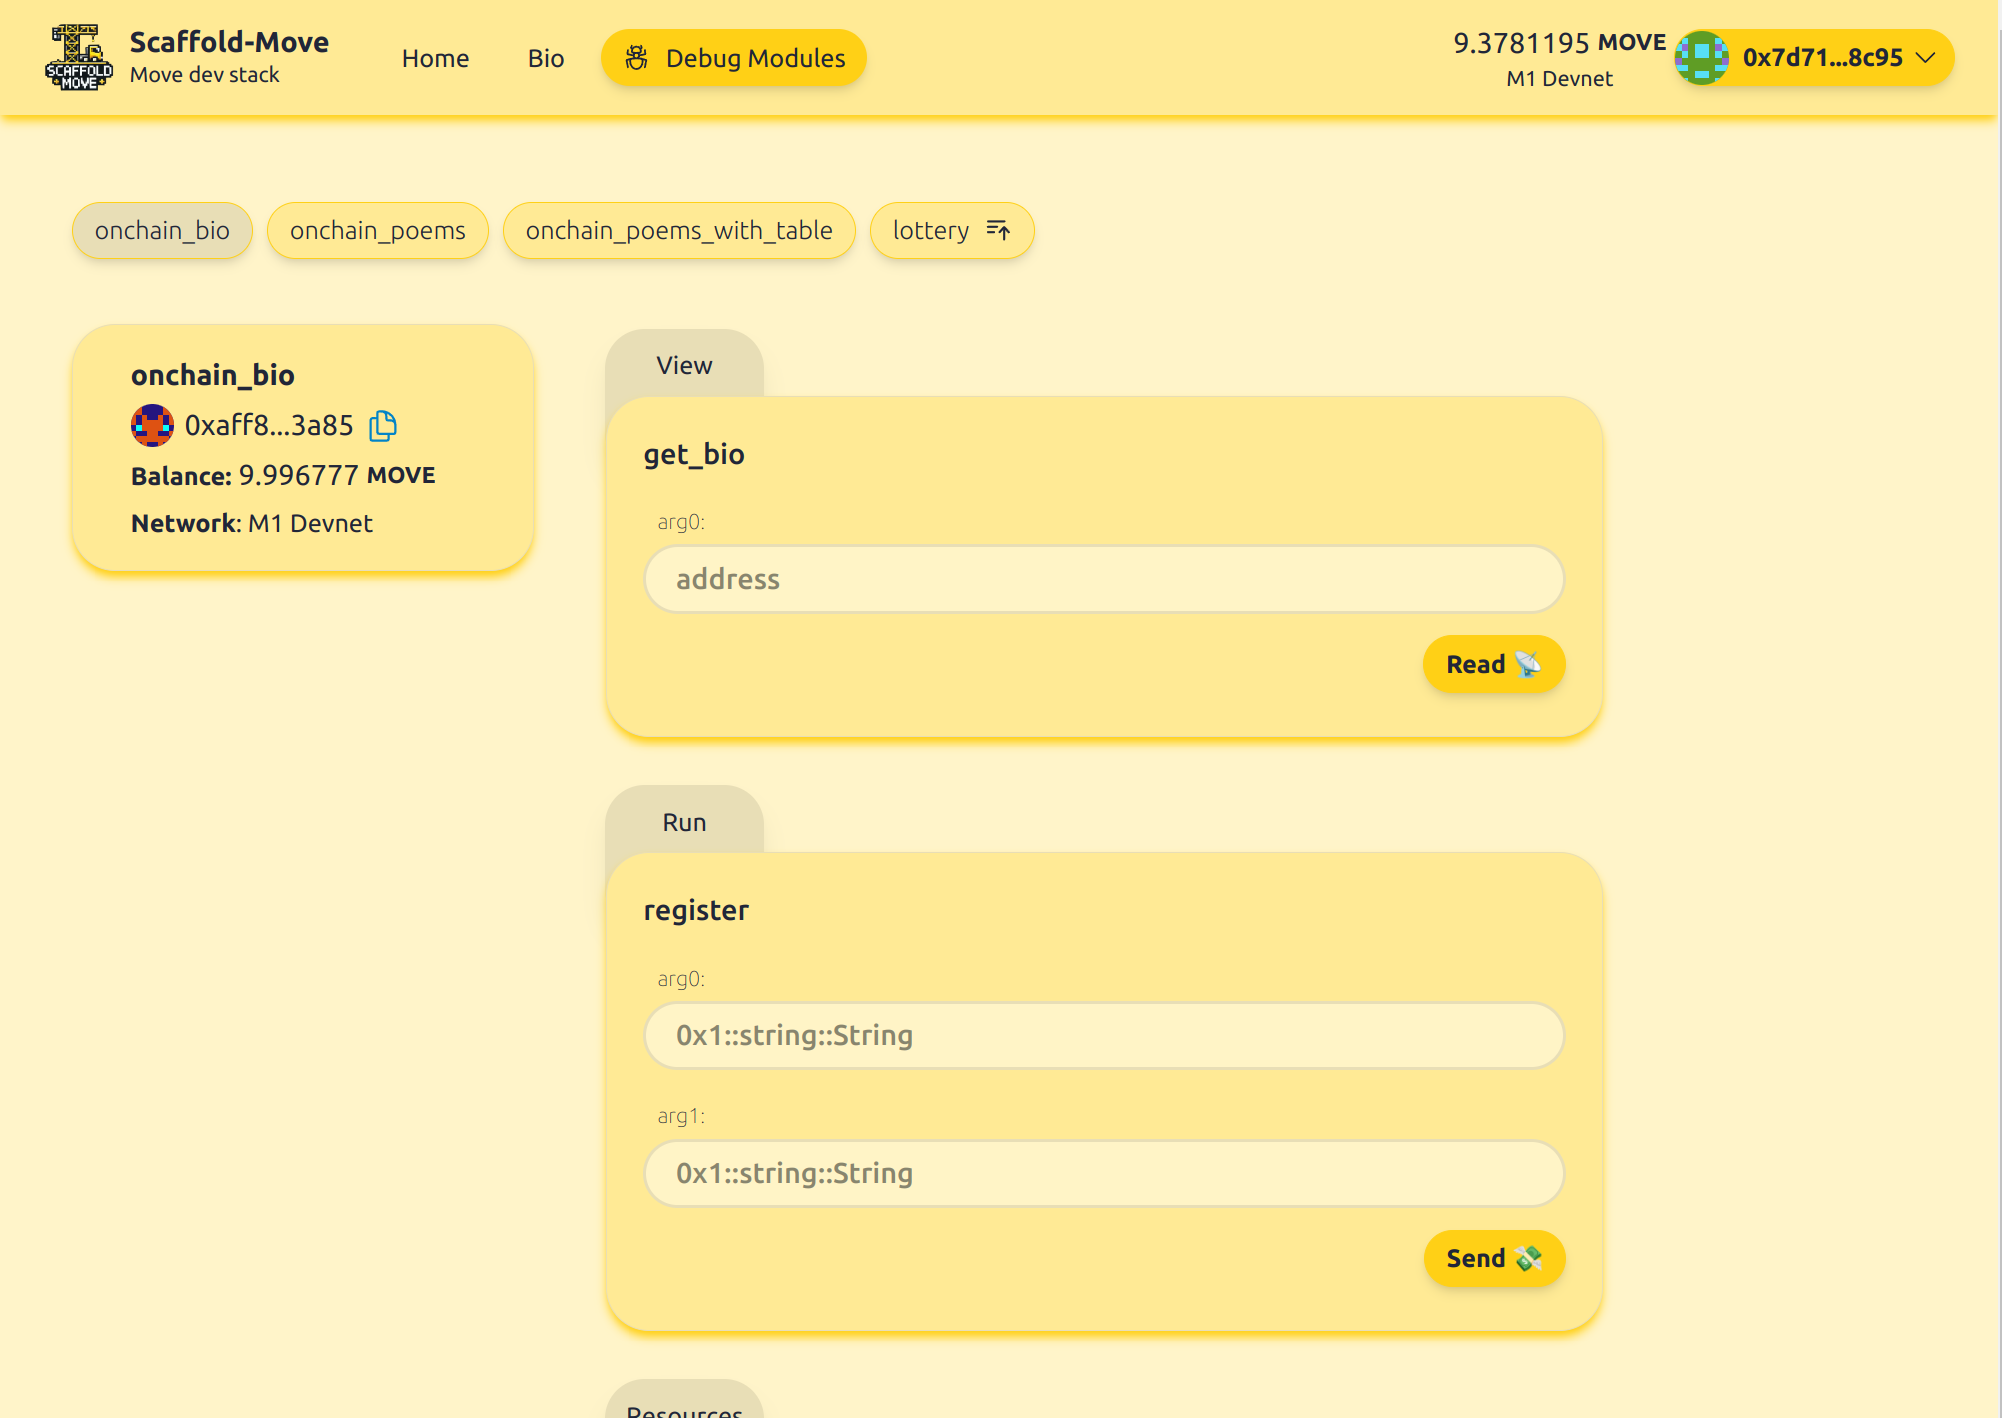 SCAFFOLD
MOVE
Scaffold-Move
Move dev stack
Home
Bio
Debug Modules
9.3781195 MOVE
M1 Devnet
0x7d71...8c95
onchain_bio
onchain_poems
onchain_poems_with_table
lottery
onchain_bio
0xaff8...3a85
Balance: 9.996777 MOVE
Network: M1 Devnet
View
get_bio
arg0:
address
Read
Run
register
arg0:
0x1::string::String
arg1:
0x1::string::String
Send
Resources